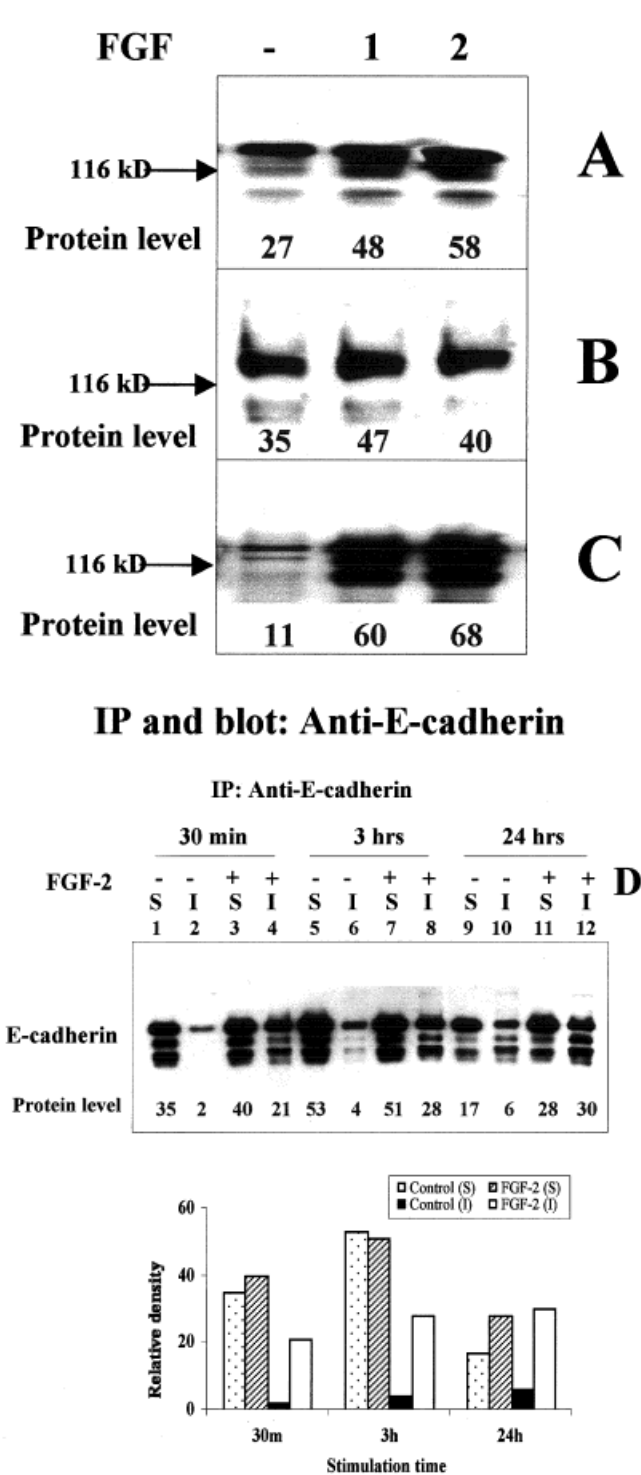 FGF - 1 2
A
116 kD
Protein level 27 48 58
B
116 kD
Protein level 35 47 40
C
116 kD
Protein level 11 60 68
IP and blot: Anti-E-cadherin
IP: Anti-E-cadherin
30 min 3 hrs 24 hrs
FGF-2 - - + + - - + + - - + + D
S I S I S I S I S I S I
1 2 3 4 5 6 7 8 9 10 11 12
E-cadherin
Protein level 35 2 40 21 53 4 51 28 17 6 28 30
Control (S) FGF-2 (S)
Control (I) FGF-2 (I)
60
40
20
0
Relative density
30m 3h 24h
Stimulation time